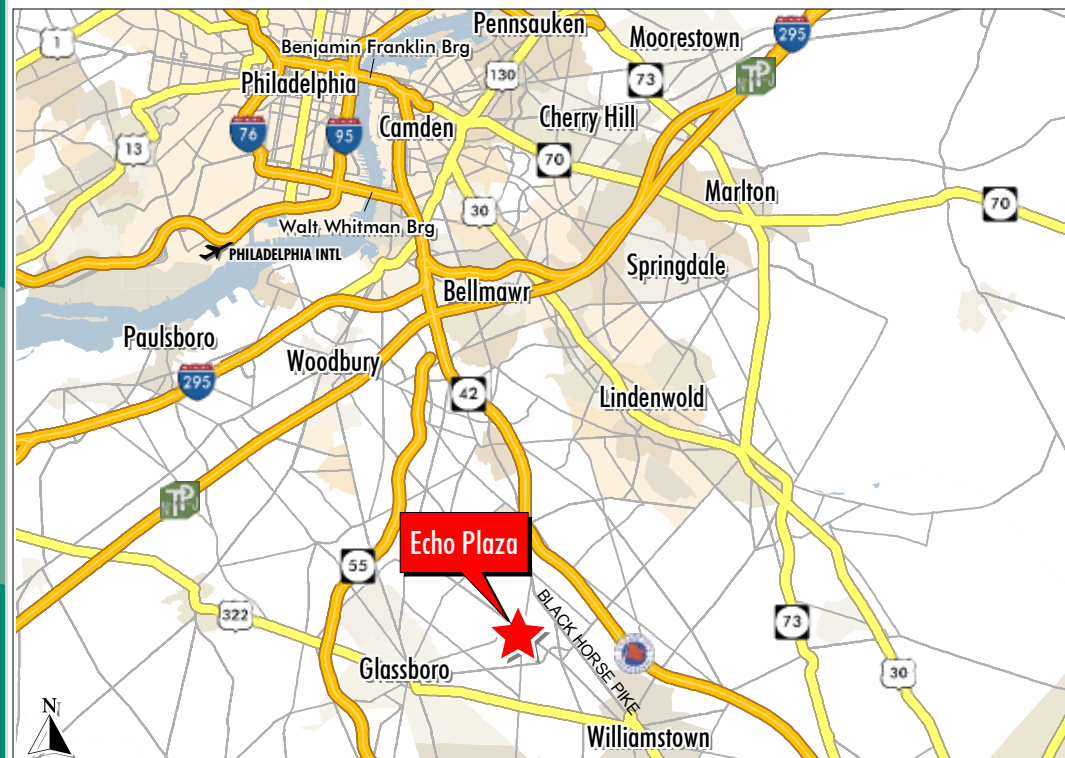 Pennsauken
Moorestown
295
1
Benjamin Franklin Brg
130
73
TP
Philadelphia
Camden
Cherry Hill
76
95
13
70
Marlton
70
30
Walt Whitman Brg
PHILADELPHIA INTL
Springdale
Bellmawr
Paulsboro
Woodbury
295
42
Lindenwold
TP
Echo Plaza
55
BLACK HORSE PIKE
322
73
Glassboro
30
N
Williamstown